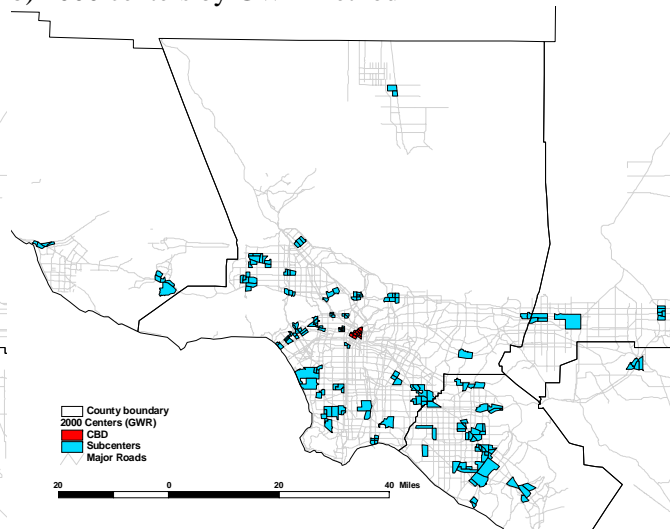 County boundary
2000 Centers (GWR)
CBD
Subcenters
Major Roads
20 0 20 40 Miles